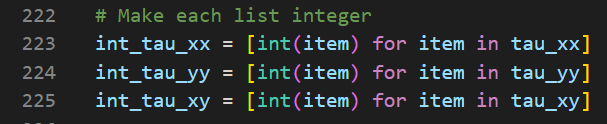 222 # Make each list integer
223 int_tau_xx = [int(item) for item in tau_xx]
224 int_tau_yy = [int(item) for item in tau_yy]
225 int_tau_xy = [int(item) for item in tau_xy]